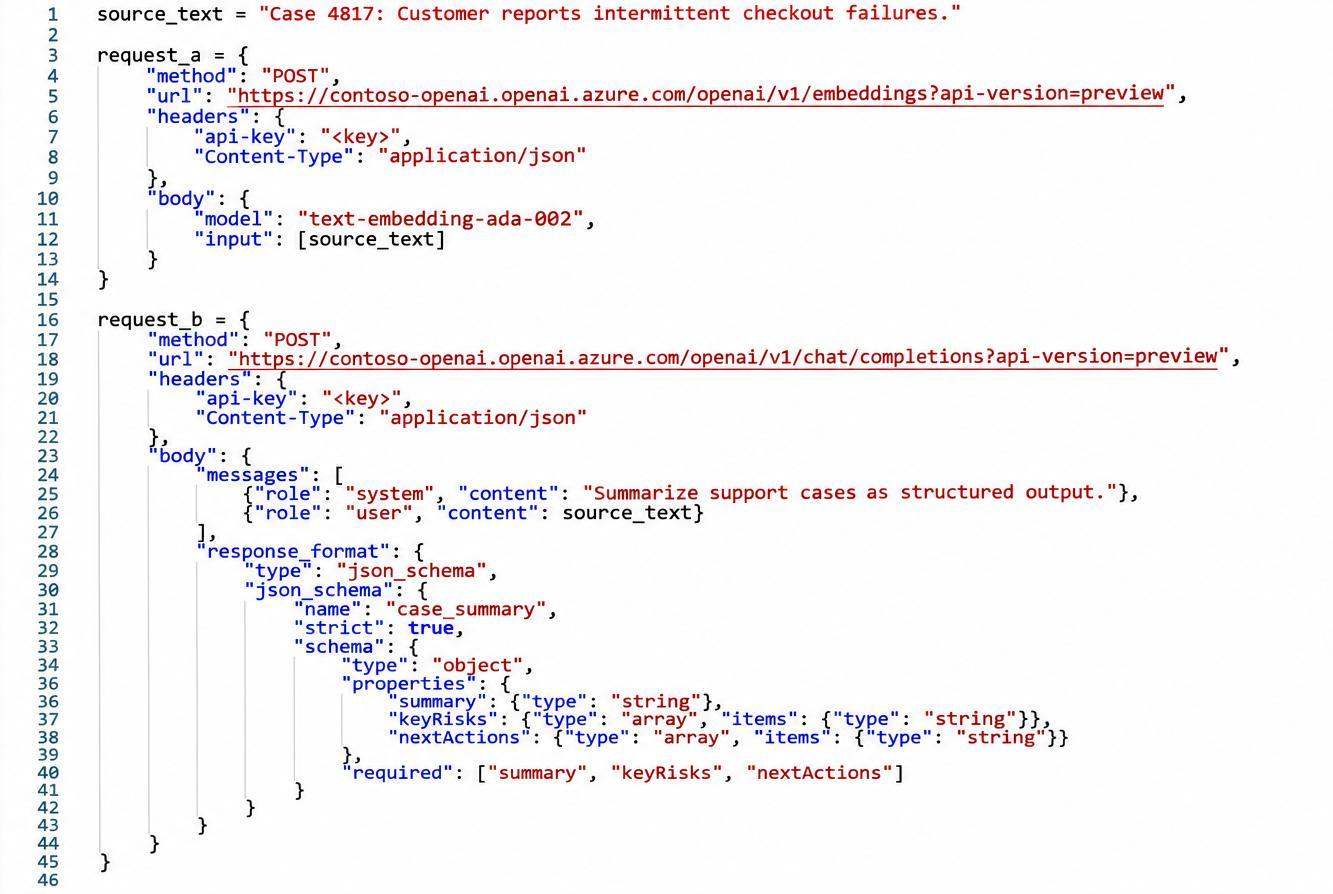 1 source_text = "Case 4817: Customer reports intermittent checkout failures."
2
3 request_a = {
4     "method": "POST",
5     "url": "https://contoso-openai.openai.azure.com/openai/v1/embeddings?api-version=preview",
6     "headers": {
7         "api-key": "<key>",
8         "Content-Type": "application/json"
9     },
10     "body": {
11         "model": "text-embedding-ada-002",
12         "input": [source_text]
13     }
14 }
15
16 request_b = {
17     "method": "POST",
18     "url": "https://contoso-openai.openai.azure.com/openai/v1/chat/completions?api-version=preview",
19     "headers": {
20         "api-key": "<key>",
21         "Content-Type": "application/json"
22     },
23     "body": {
24         "messages": [
25             {"role": "system", "content": "Summarize support cases as structured output."},
26             {"role": "user", "content": source_text}
27         ],
28         "response_format": {
29             "type": "json_schema",
30             "json_schema": {
31                 "name": "case_summary",
32                 "strict": true,
33                 "schema": {
34                     "type": "object",
36                     "properties": {
36                         "summary": {"type": "string"},
37                         "keyRisks": {"type": "array", "items": {"type": "string"}},
38                         "nextActions": {"type": "array", "items": {"type": "string"}}
39                     },
40                     "required": ["summary", "keyRisks", "nextActions"]
41                 }
42             }
43         }
44     }
45 }
46